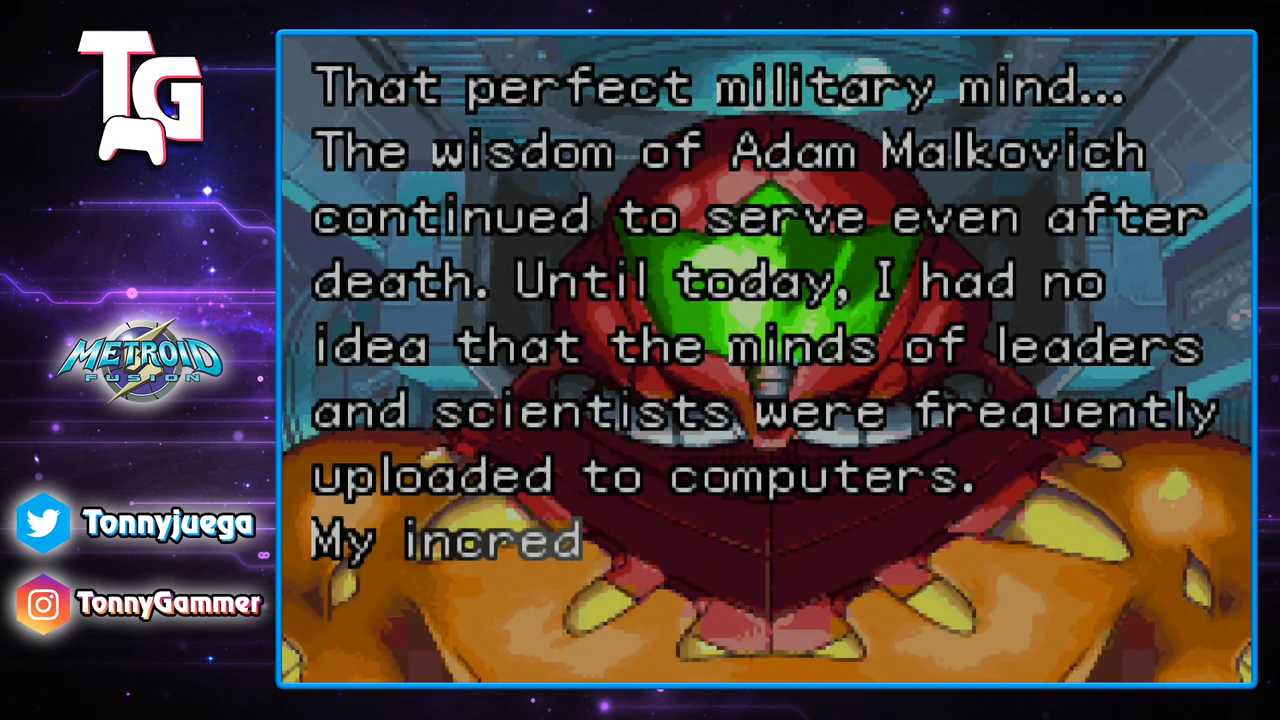 TG
METROID
FUSION
Tonnyjuega
TonnyGammer
That perfect military mind...
The wisdom of Adam Malkovich
continued to serve even after
death. Until today, I had no
idea that the minds of leaders
and scientists were frequently
uploaded to computers.
My incred